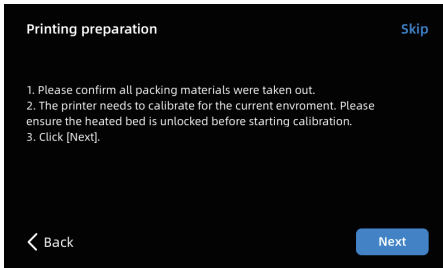 Printing preparation
Skip
1. Please confirm all packing materials were taken out.
2. The printer needs to calibrate for the current enviroment. Please
ensure the heated bed is unlocked before starting calibration.
3. Click [Next].
Back
Next